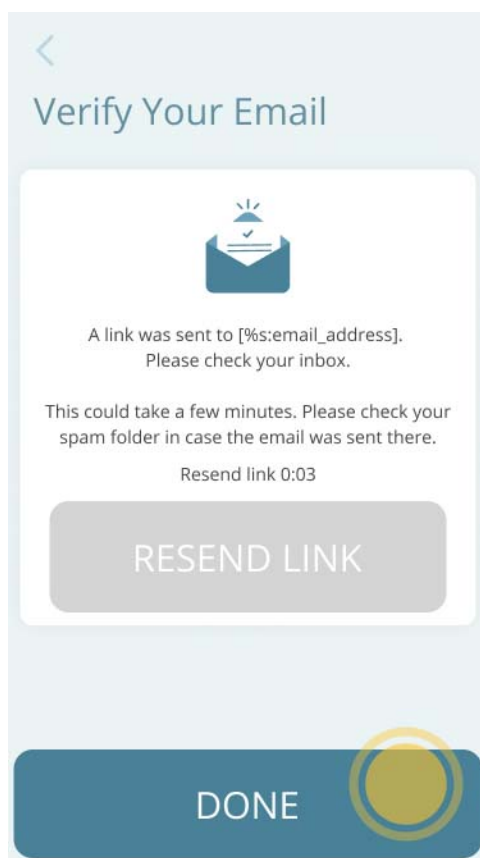 Verify Your Email
A link was sent to [%s:email_address].
Please check your inbox.
This could take a few minutes. Please check your
spam folder in case the email was sent there.
Resend link 0:03
RESEND LINK
DONE